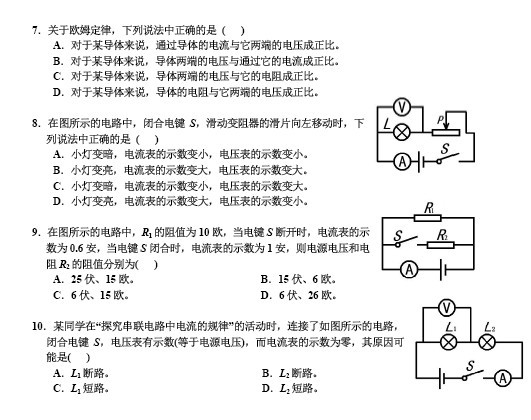 7．关于欧姆定律，下列说法中正确的是（    ）
A．对于某导体来说，通过导体的电流与它两端的电压成正比。
B．对于某导体来说，导体两端的电压与通过它的电流成正比。
C．对于某导体来说，导体两端的电压与它的电阻成正比。
D．对于某导体来说，导体的电阻与它两端的电压成正比。
8．在图所示的电路中，闭合电键 S，滑动变阻器的滑片向左移动时，下
列说法中正确的是（    ）
A．小灯变暗，电流表的示数变小，电压表的示数变小。
B．小灯变亮，电流表的示数变大，电压表的示数变大。
C．小灯变暗，电流表的示数变小，电压表的示数变大。
D．小灯变亮，电流表的示数变大，电压表的示数变小。
V
L
P
S
A
9．在图所示的电路中，R₁的阻值为 10 欧，当电键 S 断开时，电流表的示
数为 0.6 安，当电键 S 闭合时，电流表的示数为 1 安，则电源电压和电
阻 R₂的阻值分别为(    )
A．25 伏、15 欧。 B．15 伏、6 欧。
C．6 伏、15 欧。 D．6 伏、26 欧。
R₁
S R₂
A
10．某同学在“探究串联电路中电流的规律”的活动时，连接了如图所示的电路，
闭合电键 S，电压表有示数(等于电源电压)，而电流表的示数为零，其原因可
能是(    )
A．L₁断路。 B．L₂断路。
C．L₁短路。 D．L₂短路。
V
L₁ L₂
S
A